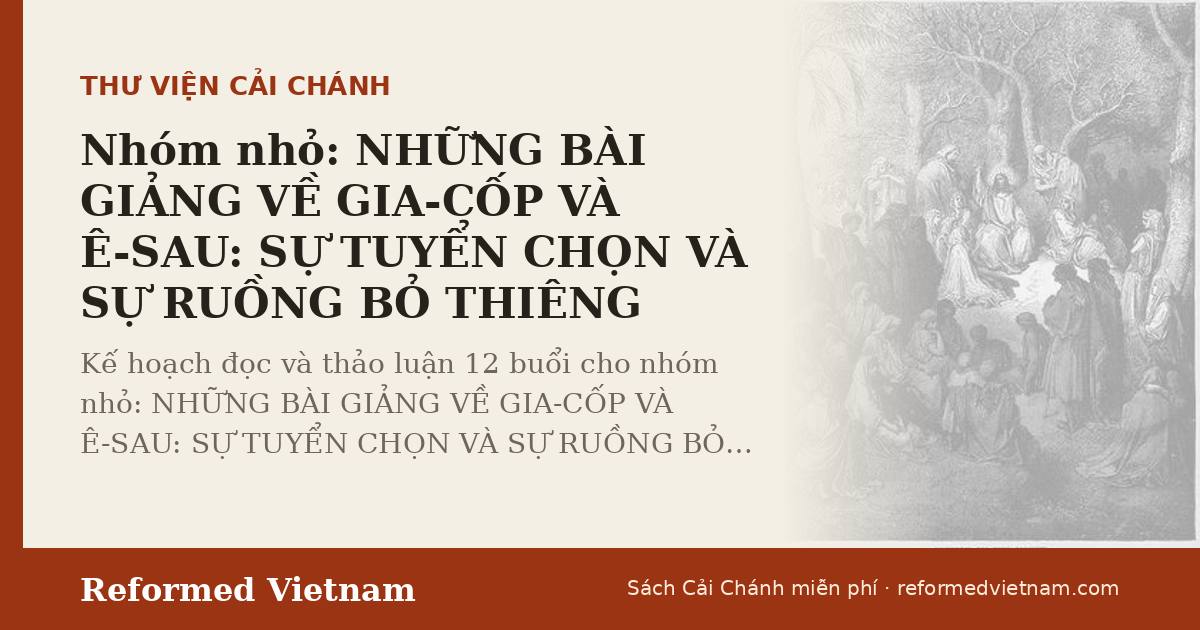 THƯ VIỆN CẢI CHÁNH
Nhóm nhỏ: NHỮNG BÀI
GIẢNG VỀ GIA-CỐP VÀ
Ê-SAU: SỰ TUYỂN CHỌN VÀ
SỰ RUỒNG BỎ THIÊNG
Kế hoạch đọc và thảo luận 12 buổi cho nhóm
nhỏ: NHỮNG BÀI GIẢNG VỀ GIA-CỐP VÀ
Ê-SAU: SỰ TUYỂN CHỌN VÀ SỰ RUỒNG BỎ...
Reformed Vietnam
Sách Cải Chánh miễn phí · reformedvietnam.com